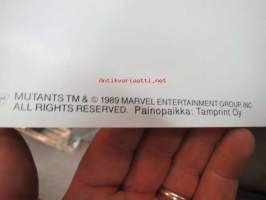 Antikvariaatti.net
MUTANTS TM & © 1989 MARVEL ENTERTAINMENT GROUP, INC.
ALL RIGHTS RESERVED. Painopaikka: Tamprint Oy